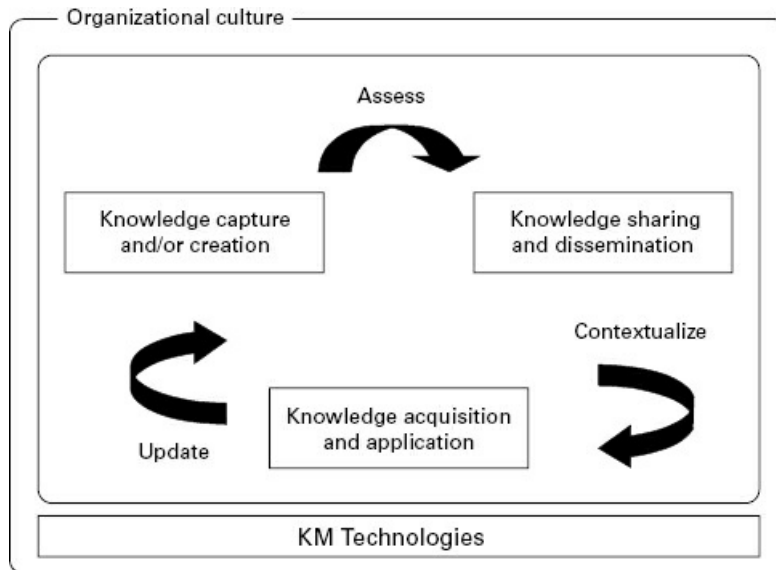 Organizational culture
Assess
Knowledge capture
and/or creation
Knowledge sharing
and dissemination
Contextualize
Knowledge acquisition
and application
Update
KM Technologies